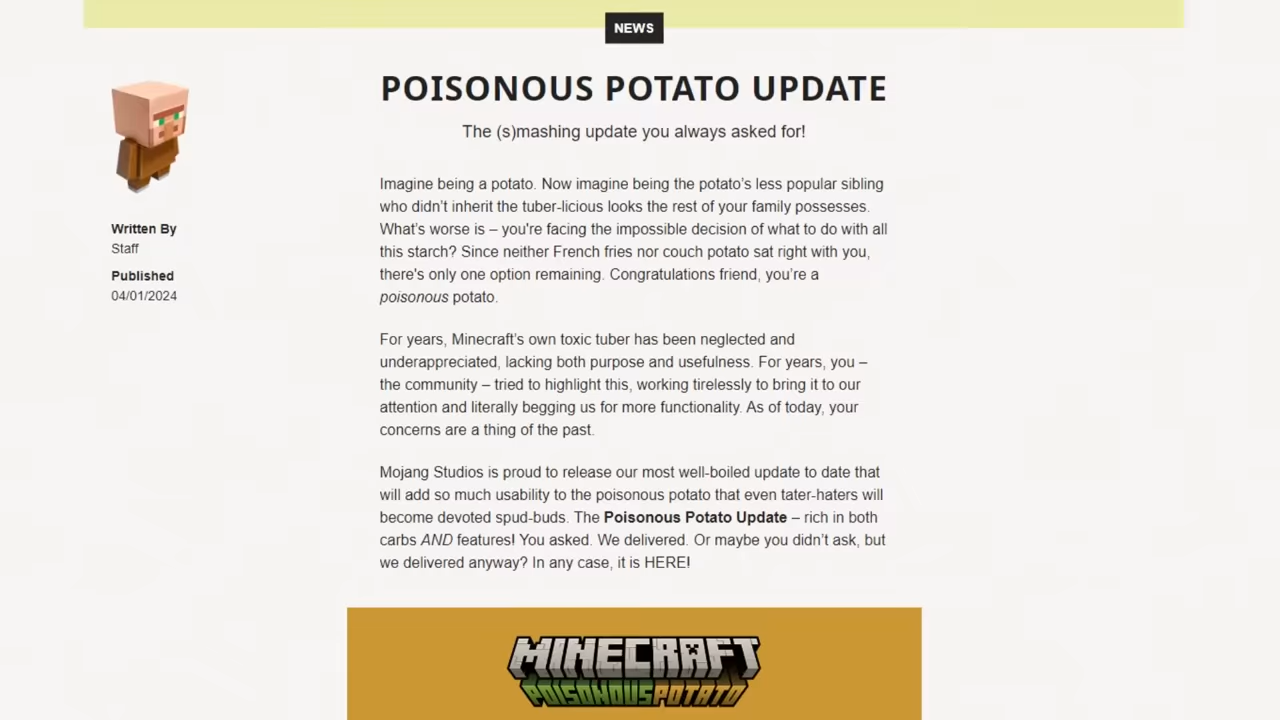 NEWS
POISONOUS POTATO UPDATE
The (s)mashing update you always asked for!
Written By
Staff
Published
04/01/2024
Imagine being a potato. Now imagine being the potato’s less popular sibling
who didn’t inherit the tuber-licious looks the rest of your family possesses.
What’s worse is – you're facing the impossible decision of what to do with all
this starch? Since neither French fries nor couch potato sat right with you,
there's only one option remaining. Congratulations friend, you’re a
poisonous potato.
For years, Minecraft’s own toxic tuber has been neglected and
underappreciated, lacking both purpose and usefulness. For years, you –
the community – tried to highlight this, working tirelessly to bring it to our
attention and literally begging us for more functionality. As of today, your
concerns are a thing of the past.
Mojang Studios is proud to release our most well-boiled update to date that
will add so much usability to the poisonous potato that even tater-haters will
become devoted spud-buds. The Poisonous Potato Update – rich in both
carbs AND features! You asked. We delivered. Or maybe you didn’t ask, but
we delivered anyway? In any case, it is HERE!
MINECRAFT
POISONOUS POTATO